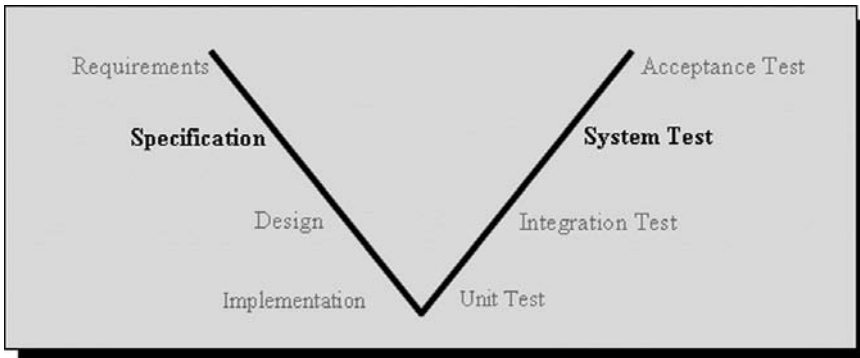 Requirements
Acceptance Test
Specification
System Test
Design
Integration Test
Implementation
Unit Test